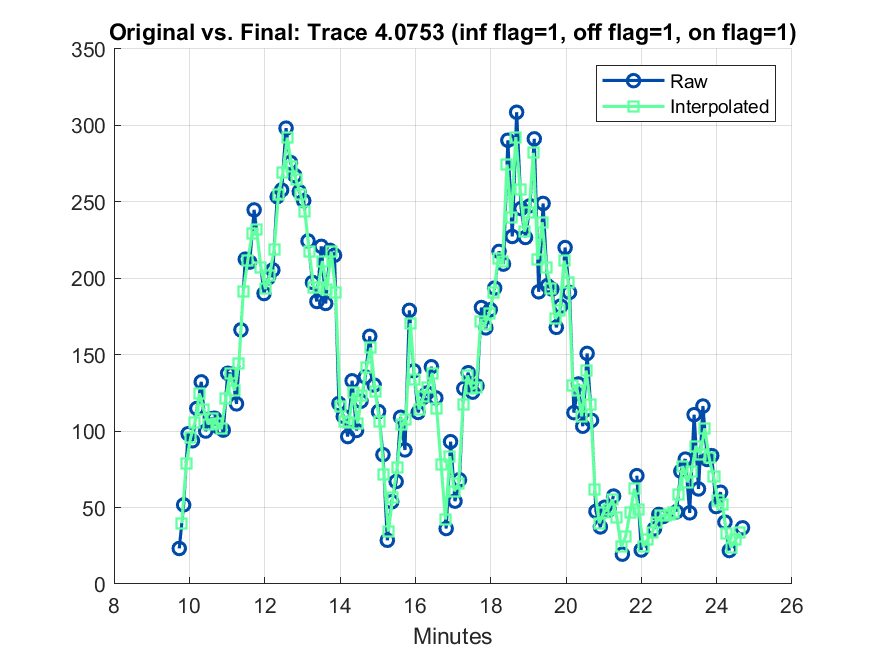 Original vs. Final: Trace 4.0753 (inf flag=1, off flag=1, on flag=1)
350
300
250
200
150
100
50
0
Raw
Interpolated
8 10 12 14 16 18 20 22 24 26
Minutes